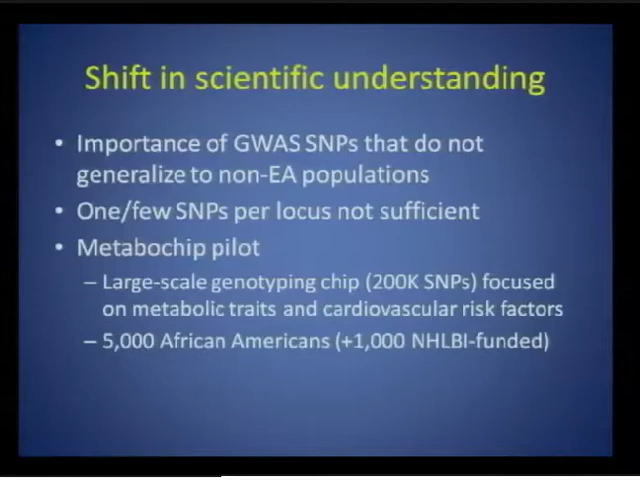 Shift in scientific understanding
• Importance of GWAS SNPs that do not
generalize to non-EA populations
• One/few SNPs per locus not sufficient
• Metabochip pilot
– Large-scale genotyping chip (200K SNPs) focused
on metabolic traits and cardiovascular risk factors
– 5,000 African Americans (+1,000 NHLBI-funded)